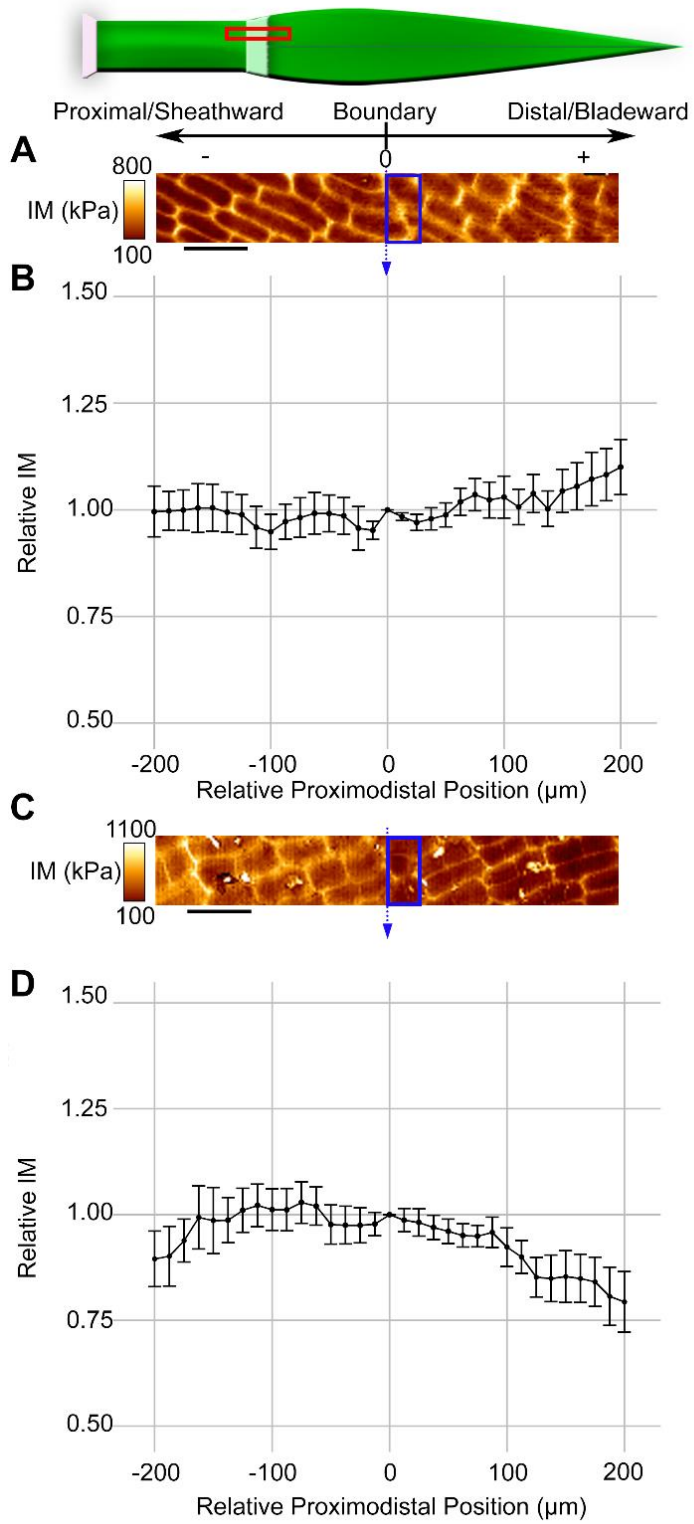 Proximal/Sheathward Boundary Distal/Bladeward
A
- 0 +
800
IM (kPa)
100
B
1.50
1.25
1.00
0.75
0.50
Relative IM
-200 -100 0 100 200
Relative Proximodistal Position (µm)
C
1100
IM (kPa)
100
D
1.50
1.25
1.00
0.75
0.50
Relative IM
-200 -100 0 100 200
Relative Proximodistal Position (µm)